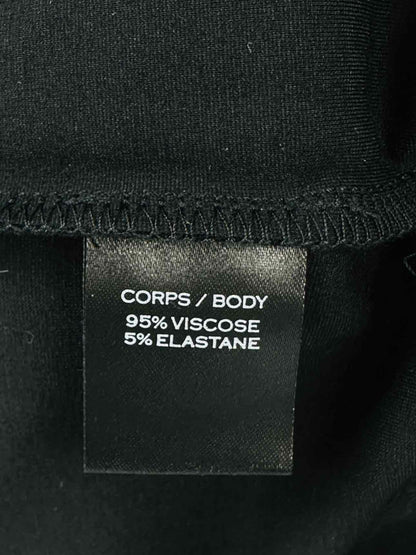 CORPS / BODY
95% VISCOSE
5% ELASTANE